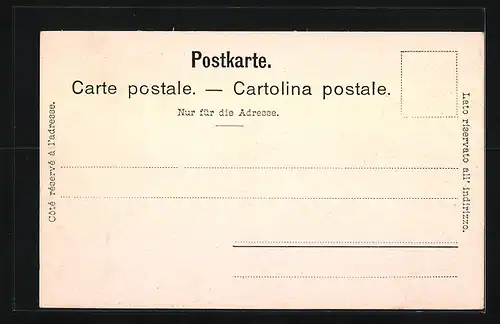 Postkarte.
Carte postale. — Cartolina postale.
Nur für die Adresse.
Côté réservé à l'adresse.
Lato riservato all' indirizzo.